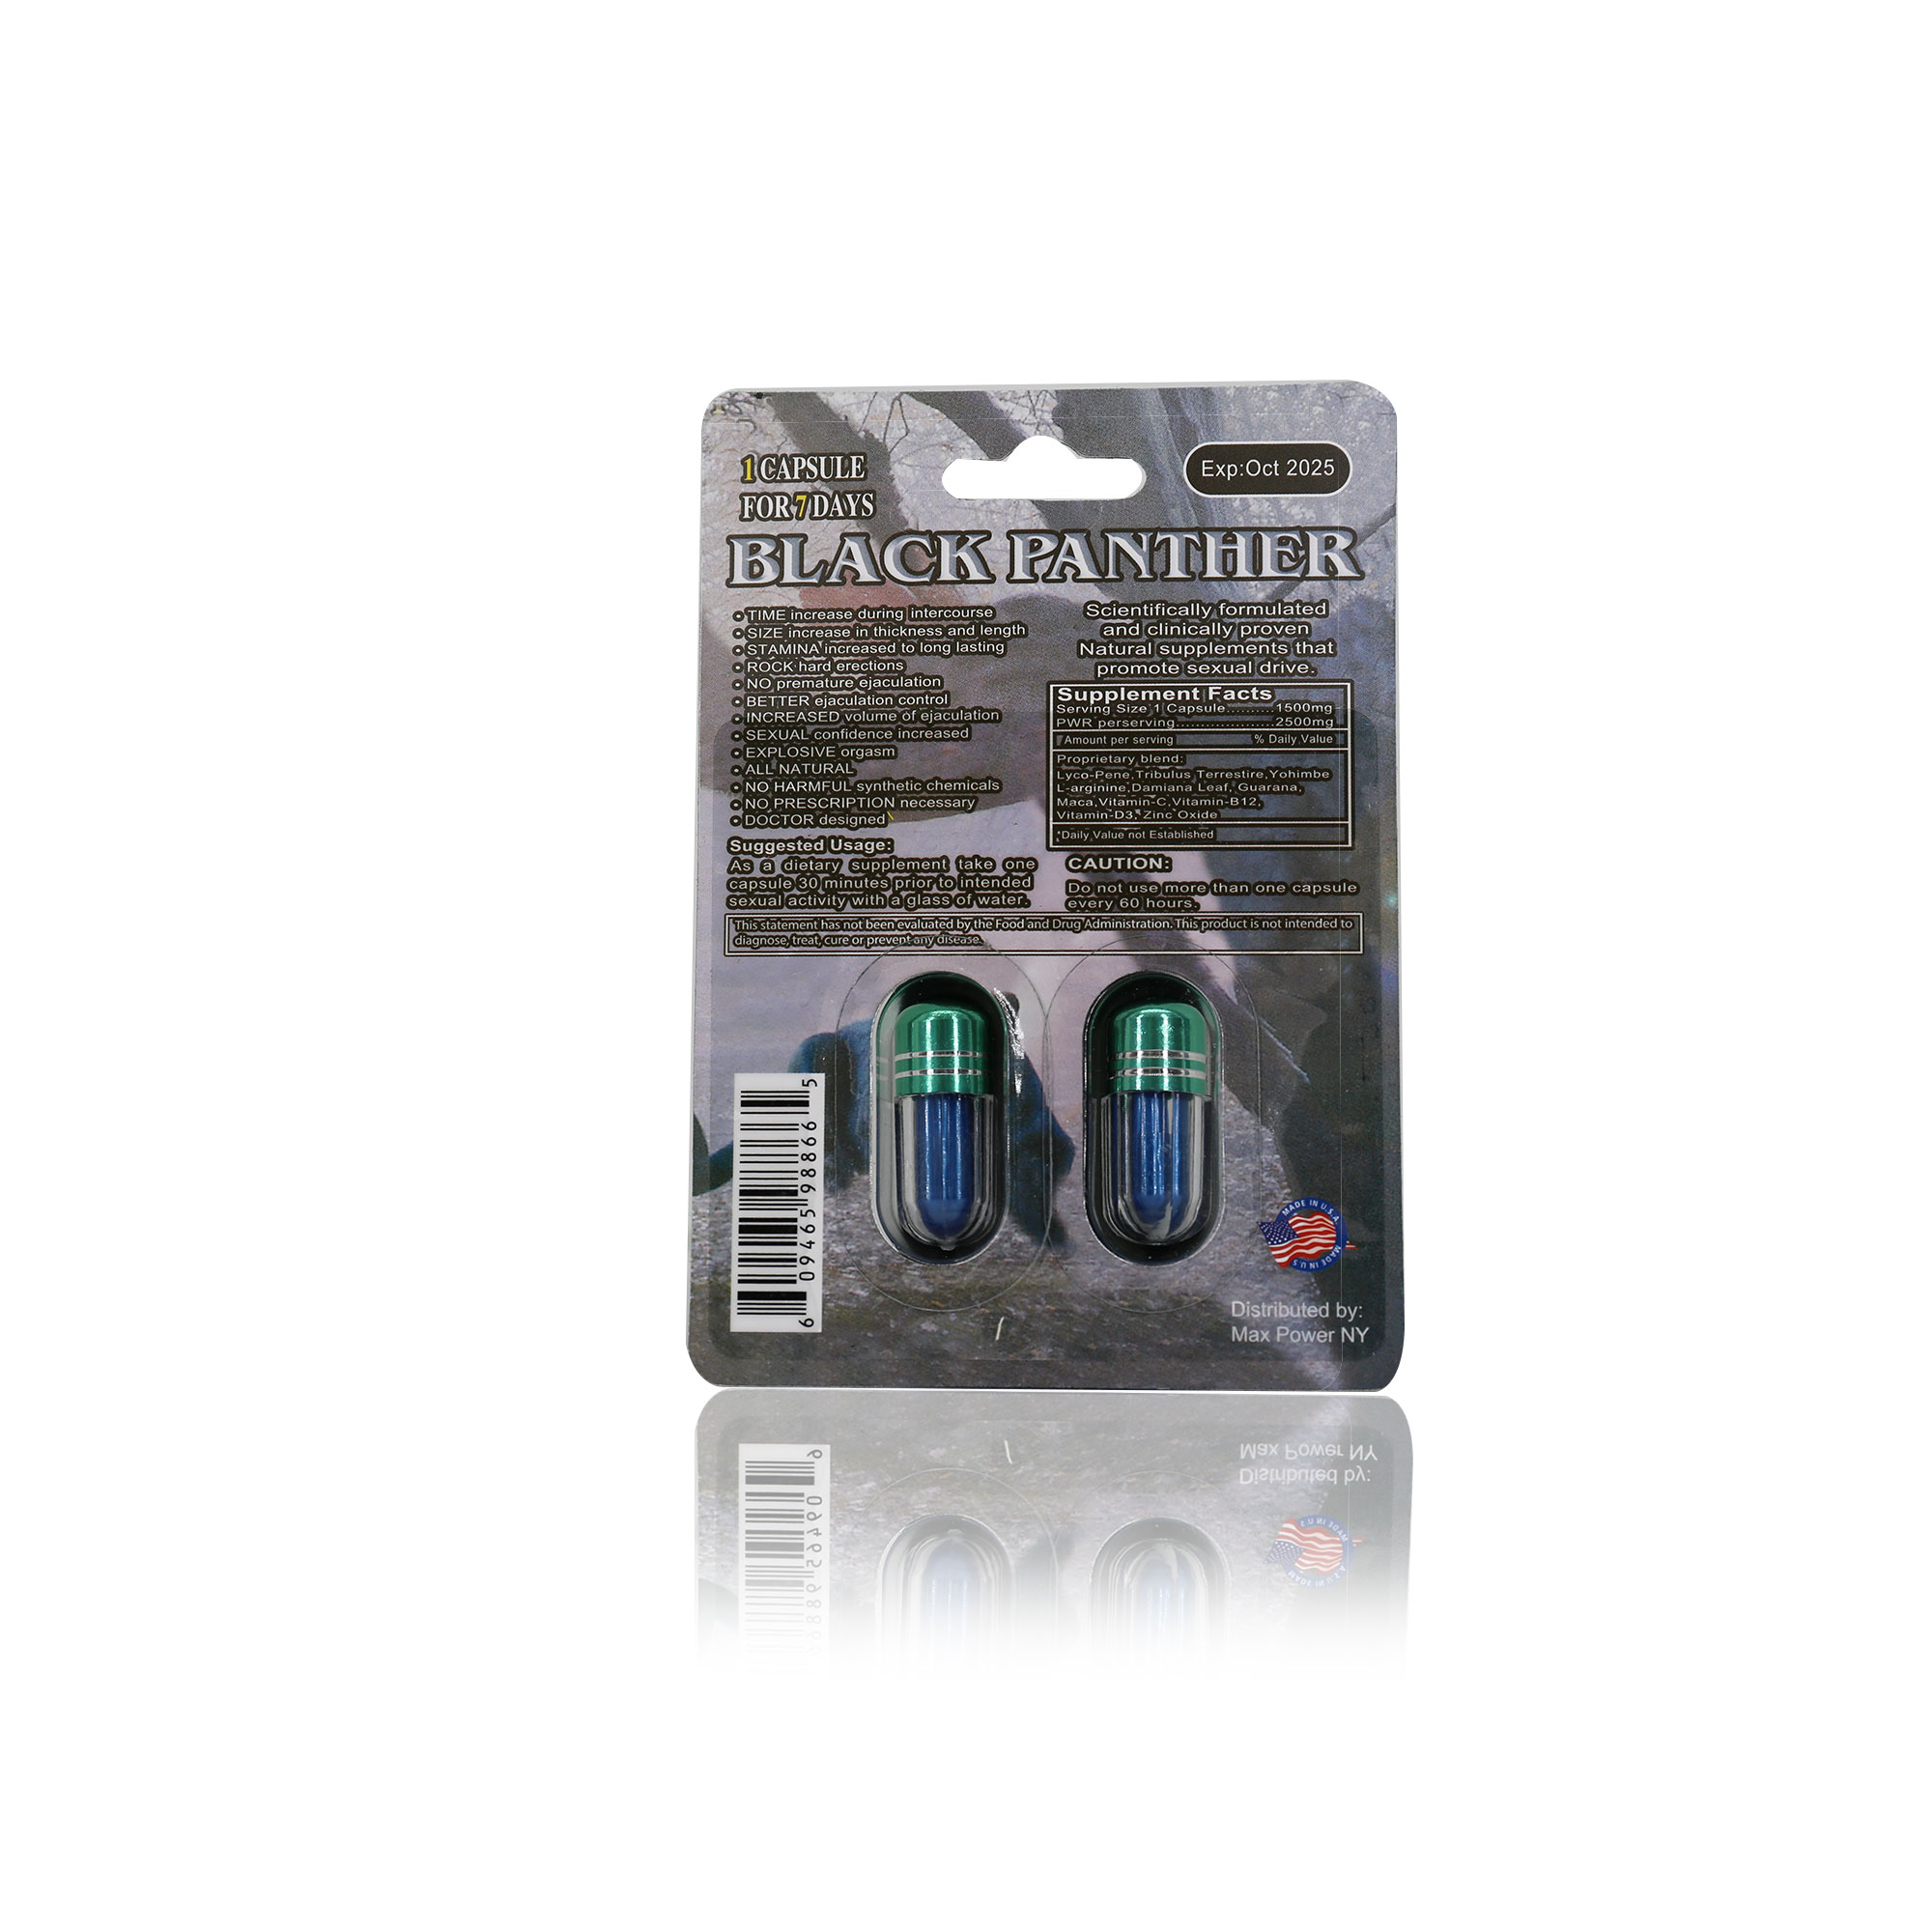 1 CAPSULE
FOR 7 DAYS
Exp:Oct 2025
BLACK PANTHER
• TIME increase during intercourse
• SIZE increase in thickness and length
• STAMINA increased to long lasting
• ROCK hard erections
• NO premature ejaculation
• BETTER ejaculation control
• INCREASED volume of ejaculation
• SEXUAL confidence increased
• EXPLOSIVE orgasm
• ALL NATURAL
• NO HARMFUL synthetic chemicals
• NO PRESCRIPTION necessary
• DOCTOR designed
Suggested Usage:
As a dietary supplement take one
capsule 30 minutes prior to intended
sexual activity with a glass of water.
Scientifically formulated
and clinically proven
Natural supplements that
promote sexual drive.
Supplement Facts
Serving Size 1 Capsule..........1500mg
PWR perserving....................2500mg
Amount per serving % Daily Value
Proprietary blend:
Lyco-Pene,Tribulus Terrestire,Yohimbe
L-arginine,Damiana Leaf, Guarana,
Maca,Vitamin-C,Vitamin-B12,
Vitamin-D3, Zinc Oxide
*Daily Value not Established
CAUTION:
Do not use more than one capsule
every 60 hours.
This statement has not been evaluated by the Food and Drug Administration. This product is not intended to
diagnose, treat, cure or prevent any disease.
6 09465 98866 5
MADE IN U.S.A.
MADE IN U.S
Distributed by:
Max Power NY